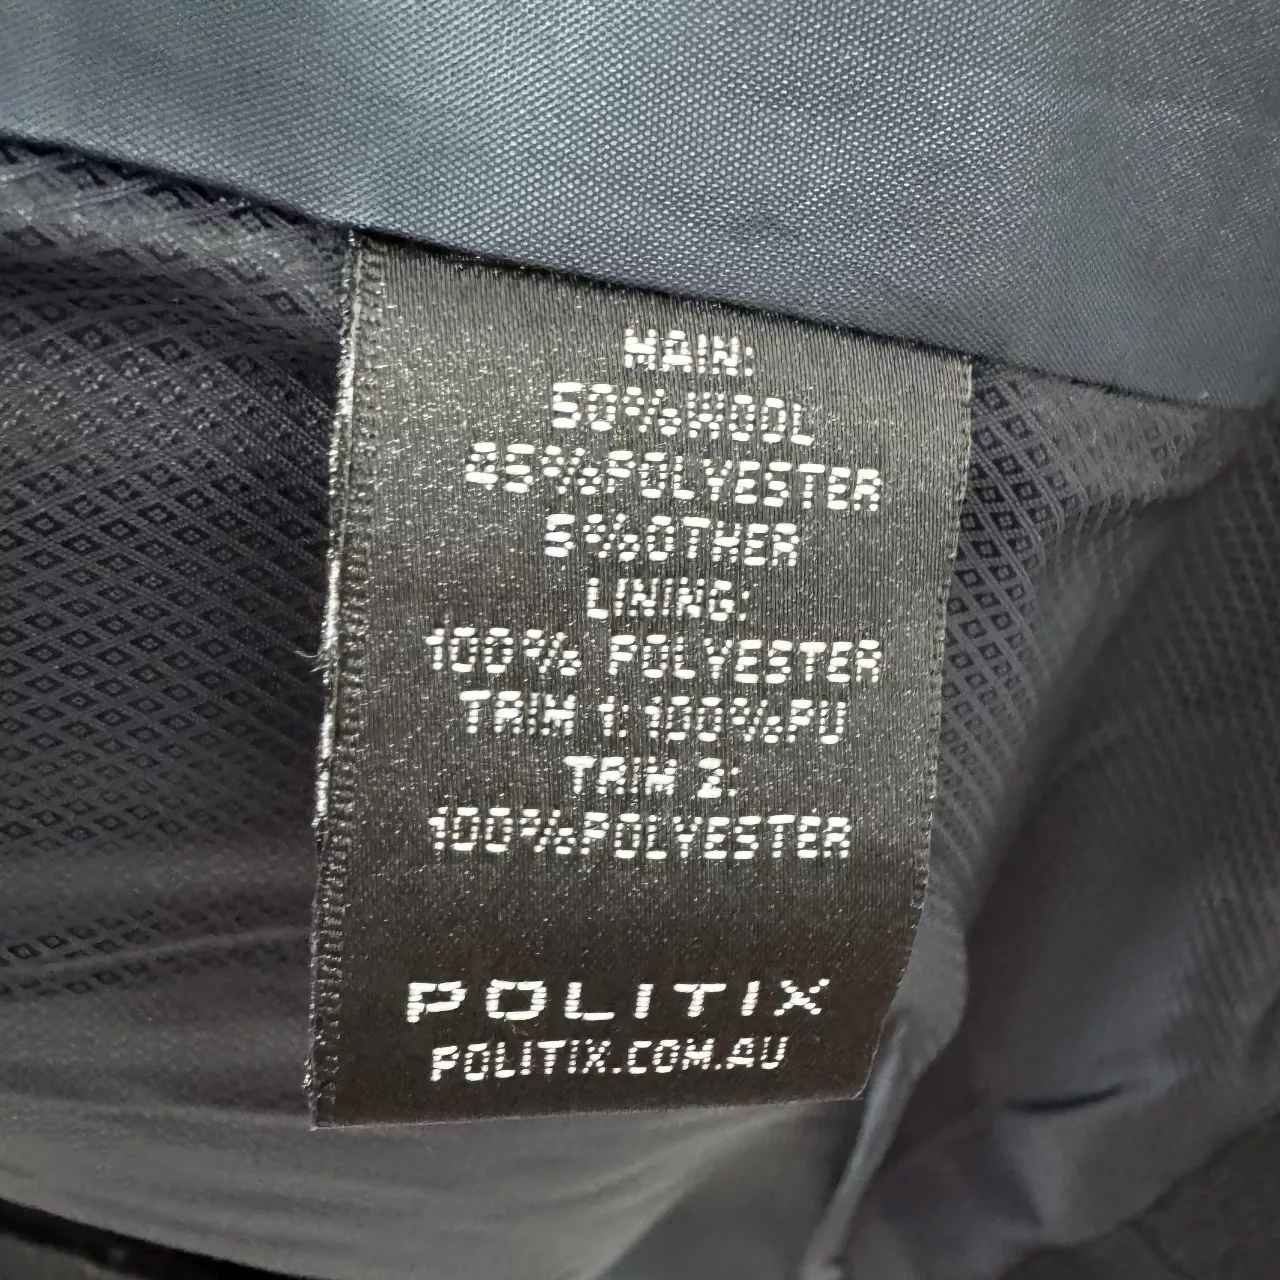 MAIN:
50%WOOL
45%POLYESTER
5%OTHER
LINING:
100% POLYESTER
TRIM 1: 100%PU
TRIM 2:
100%POLYESTER
POLITIX
POLITIX.COM.AU